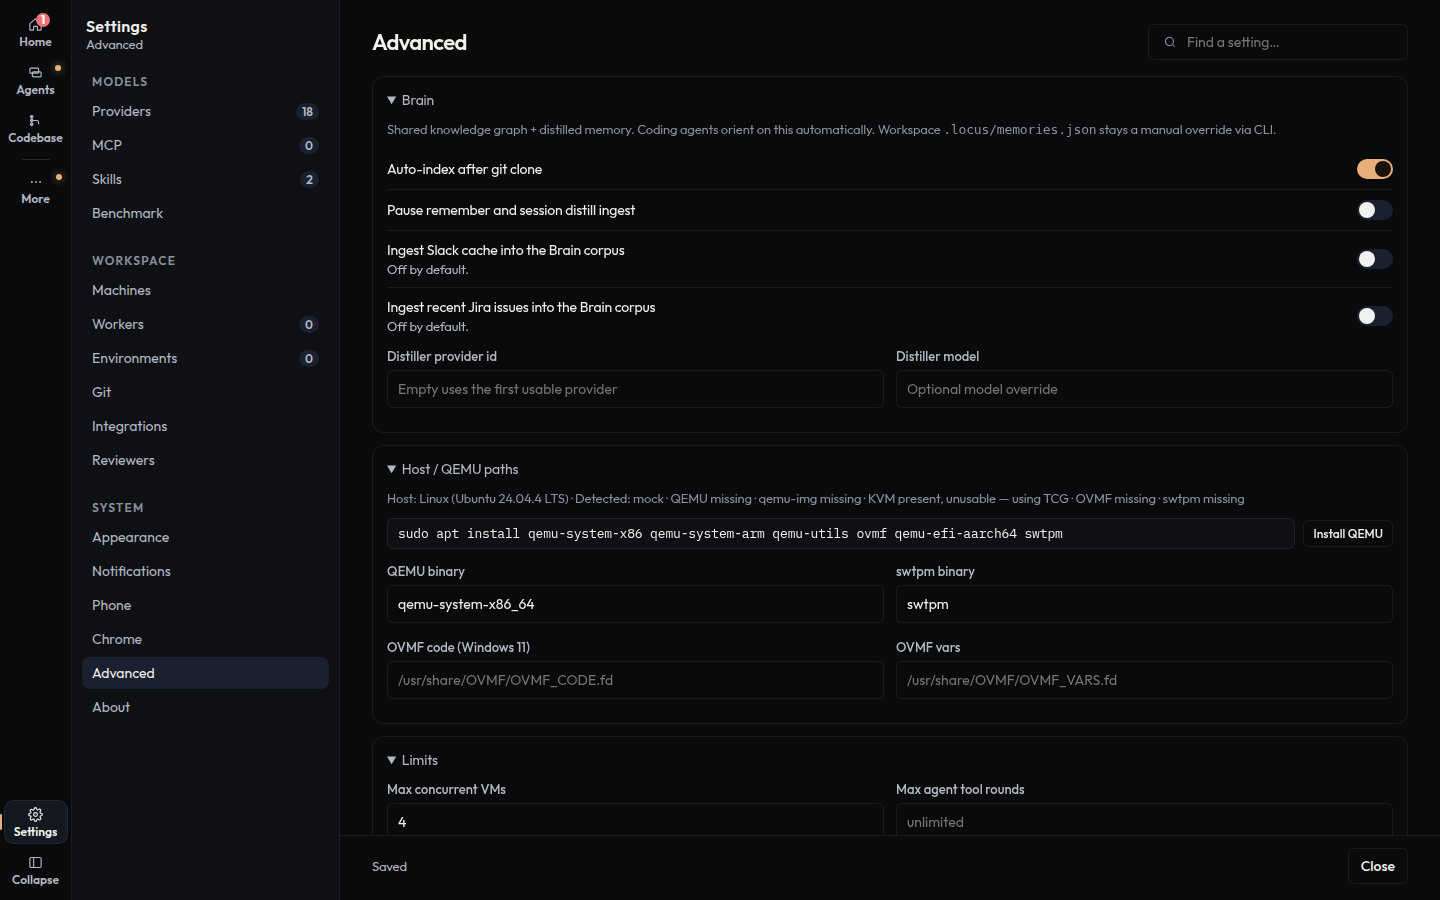 1
Home
Agents
Codebase
More
Settings
Collapse
Settings
Advanced
MODELS
Providers 18
MCP 0
Skills 2
Benchmark
WORKSPACE
Machines
Workers 0
Environments 0
Git
Integrations
Reviewers
SYSTEM
Appearance
Notifications
Phone
Chrome
Advanced
About
Advanced
Find a setting...
▼ Brain
Shared knowledge graph + distilled memory. Coding agents orient on this automatically. Workspace .locus/memories.json stays a manual override via CLI.
Auto-index after git clone
Pause remember and session distill ingest
Ingest Slack cache into the Brain corpus
Off by default.
Ingest recent Jira issues into the Brain corpus
Off by default.
Distiller provider id
Empty uses the first usable provider
Distiller model
Optional model override
▼ Host / QEMU paths
Host: Linux (Ubuntu 24.04.4 LTS) · Detected: mock · QEMU missing · qemu-img missing · KVM present, unusable — using TCG · OVMF missing · swtpm missing
sudo apt install qemu-system-x86 qemu-system-arm qemu-utils ovmf qemu-efi-aarch64 swtpm
Install QEMU
QEMU binary
qemu-system-x86_64
swtpm binary
swtpm
OVMF code (Windows 11)
/usr/share/OVMF/OVMF_CODE.fd
OVMF vars
/usr/share/OVMF/OVMF_VARS.fd
▼ Limits
Max concurrent VMs
4
Max agent tool rounds
unlimited
Saved
Close